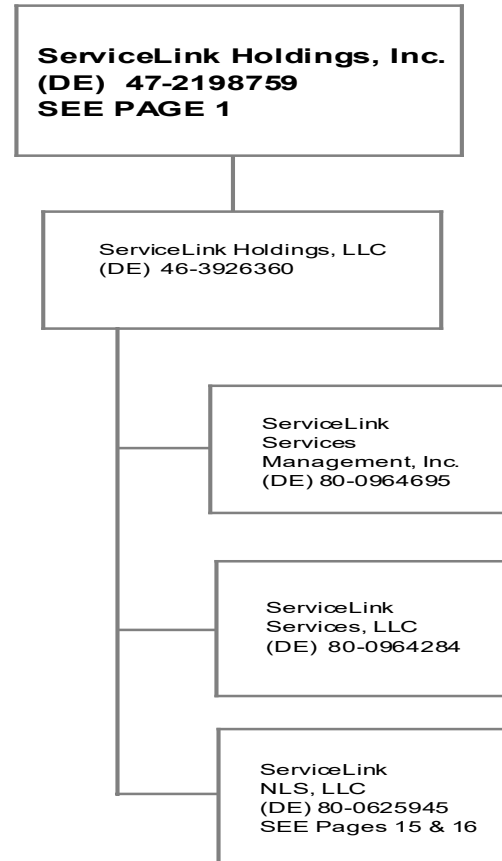 ServiceLink Holdings, Inc.
(DE) 47-2198759
SEE PAGE 1
ServiceLink Holdings, LLC
(DE) 46-3926360
ServiceLink
Services
Management, Inc.
(DE) 80-0964695
ServiceLink
Services, LLC
(DE) 80-0964284
ServiceLink
NLS, LLC
(DE) 80-0625945
SEE Pages 15 & 16